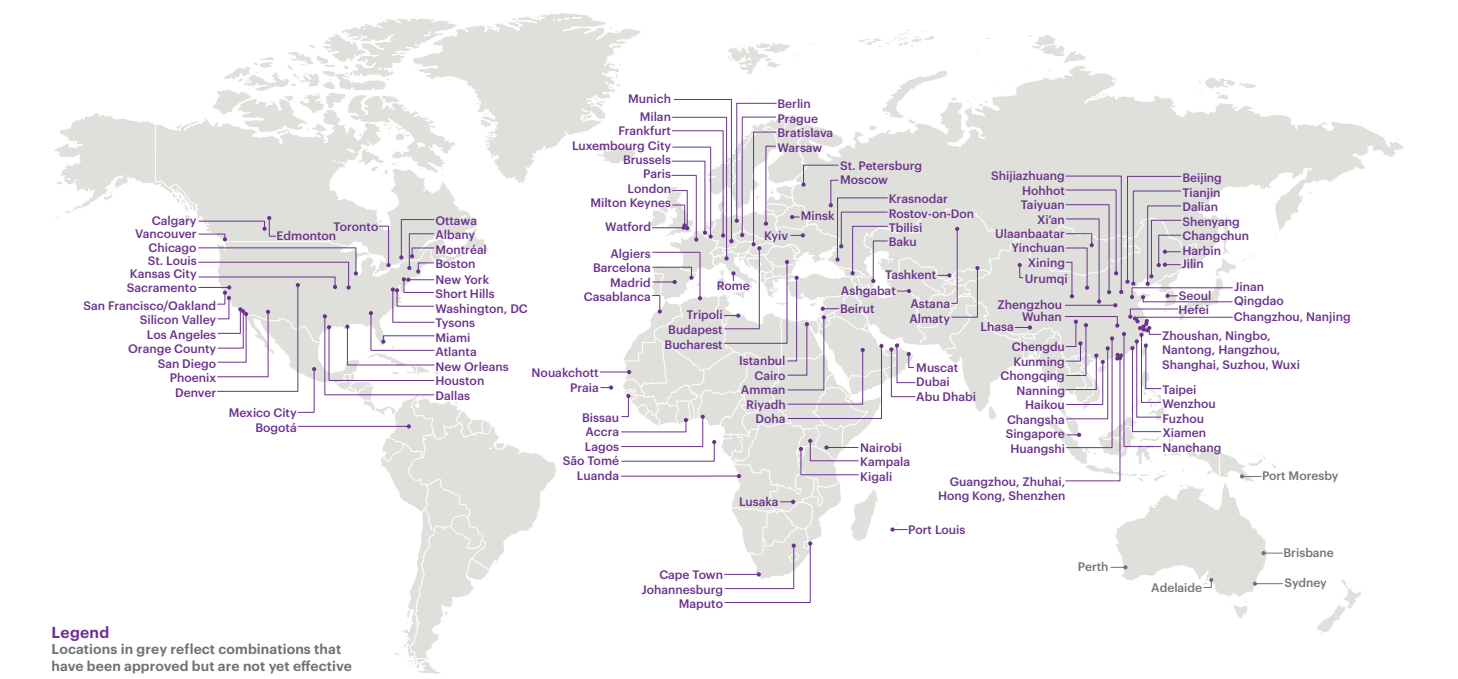 Calgary
Vancouver
Chicago
St. Louis
Kansas City
Sacramento
San Francisco/Oakland
Silicon Valley
Los Angeles
Orange County
San Diego
Phoenix
Denver
Mexico City
Bogotá
Edmonton
Toronto
Ottawa
Albany
Montréal
Boston
New York
Short Hills
Washington, DC
Tysons
Miami
Atlanta
New Orleans
Houston
Dallas
Munich
Milan
Frankfurt
Luxembourg City
Brussels
Paris
London
Milton Keynes
Watford
Algiers
Barcelona
Madrid
Casablanca
Berlin
Prague
Bratislava
Warsaw
St. Petersburg
Moscow
Minsk
Kyiv
Krasnodar
Rostov-on-Don
Tbilisi
Baku
Rome
Tripoli
Budapest
Bucharest
Tashkent
Ashgabat
Astana
Almaty
Beirut
Istanbul
Cairo
Amman
Riyadh
Doha
Muscat
Dubai
Abu Dhabi
Nouakchott
Praia
Bissau
Accra
Lagos
São Tomé
Luanda
Nairobi
Kampala
Kigali
Lusaka
Port Louis
Cape Town
Johannesburg
Maputo
Shijiazhuang
Hohhot
Taiyuan
Xi’an
Ulaanbaatar
Yinchuan
Xining
Urumqi
Zhengzhou
Wuhan
Lhasa
Chengdu
Kunming
Chongqing
Nanning
Haikou
Changsha
Singapore
Huangshi
Guangzhou, Zhuhai,
Hong Kong, Shenzhen
Beijing
Tianjin
Dalian
Shenyang
Changchun
Harbin
Jilin
Jinan
Seoul
Qingdao
Hefei
Changzhou, Nanjing
Zhoushan, Ningbo,
Nantong, Hangzhou,
Shanghai, Suzhou, Wuxi
Taipei
Wenzhou
Fuzhou
Xiamen
Nanchang
Port Moresby
Brisbane
Perth
Adelaide
Sydney
Legend
Locations in grey reflect combinations that
have been approved but are not yet effective